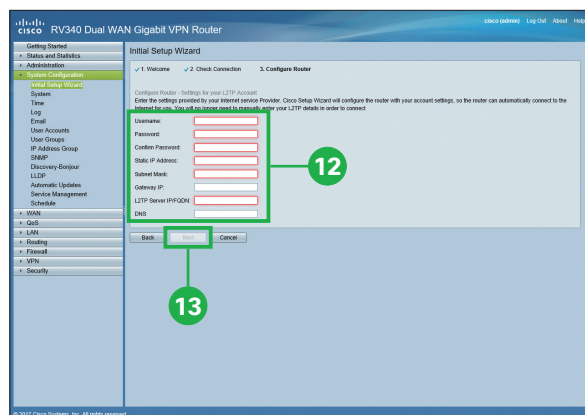 cisco RV340 Dual WAN Gigabit VPN Router
cisco (admin) Log Out About Help
Getting Started
Status and Statistics
Administration
System Configuration
Initial Setup Wizard
System
Time
Log
Email
User Accounts
User Groups
IP Address Group
SNMP
Discovery-Bonjour
LLDP
Automatic Updates
Service Management
Schedule
WAN
QoS
LAN
Routing
Firewall
VPN
Security
Initial Setup Wizard
✓ 1. Welcome ✓ 2. Check Connection 3. Configure Router
Configure Router - Settings for your L2TP Account
Enter the settings provided by your Internet service Provider. Cisco Setup Wizard will configure the router with your account settings, so the router can automatically connect to the
Internet for you. You will no longer need to manually enter your L2TP details in order to connect
Username:
Password:
Confirm Password:
Static IP Address:
Subnet Mask:
Gateway IP:
L2TP Server IP/FQDN:
DNS
12
Back Next Cancel
13
© 2017 Cisco Systems, Inc. All rights reserved